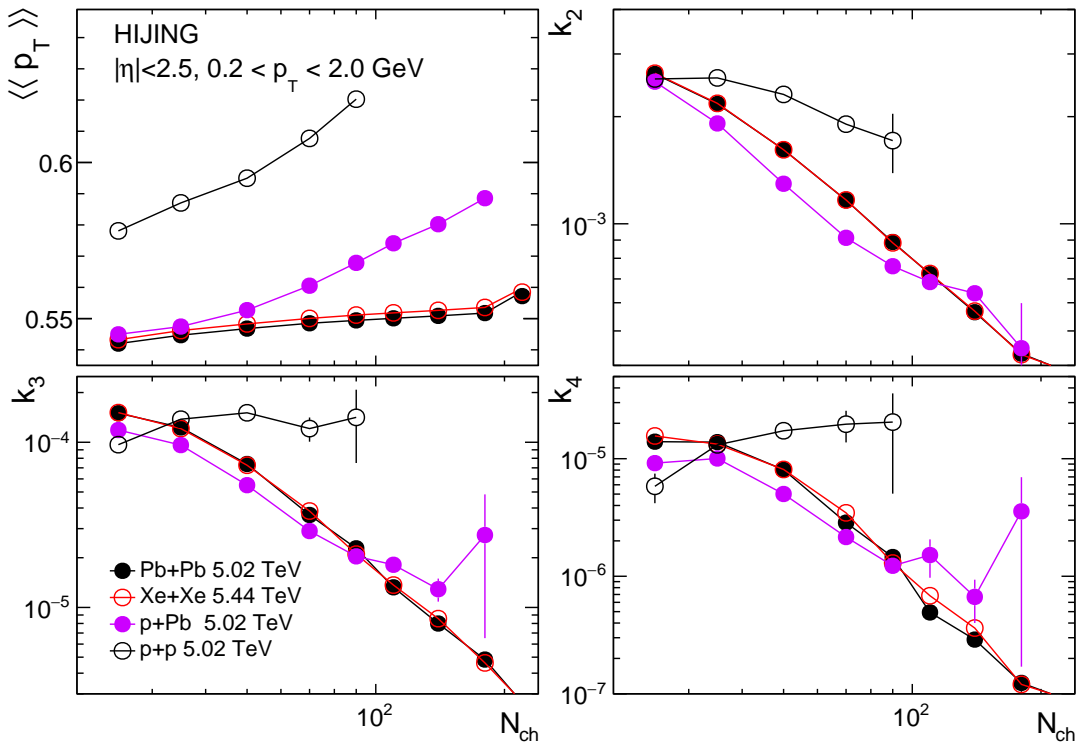 ⟨⟨ p_T ⟩⟩
HIJING
|η|<2.5, 0.2 < p_T < 2.0 GeV
0.6
0.55
k_2
10^{-3}
k_3
10^{-4}
10^{-5}
Pb+Pb 5.02 TeV
Xe+Xe 5.44 TeV
p+Pb 5.02 TeV
p+p 5.02 TeV
10^2
N_ch
k_4
10^{-5}
10^{-6}
10^{-7}
10^2
N_ch